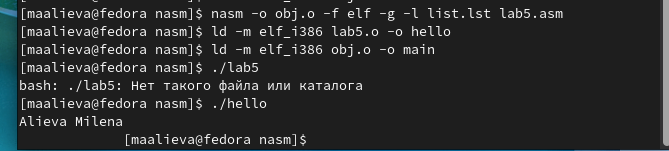 [maalieva@fedora nasm]$ nasm -o obj.o -f elf -g -l list.lst lab5.asm
[maalieva@fedora nasm]$ ld -m elf_i386 lab5.o -o hello
[maalieva@fedora nasm]$ ld -m elf_i386 obj.o -o main
[maalieva@fedora nasm]$ ./lab5
bash: ./lab5: Нет такого файла или каталога
[maalieva@fedora nasm]$ ./hello
Alieva Milena
[maalieva@fedora nasm]$